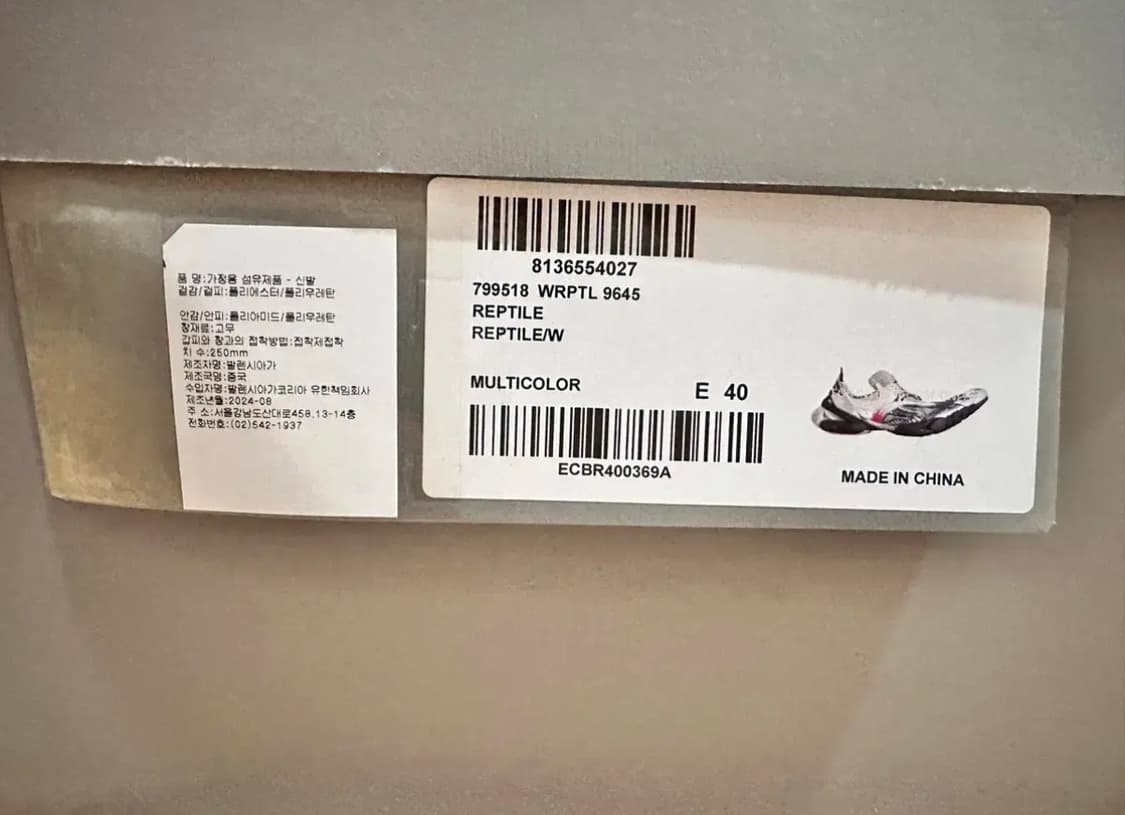 품 명:가정용 섬유제품 - 신발
겉감/겉피:폴리에스터/폴리우레탄
안감/안피:폴리아미드/폴리우레탄
창재료:고무
갑피와 창과의 접착방법:접착제접착
치 수:250mm
제조자명:발렌시아가
제조국명:중국
수입자명:발렌시아가코리아 유한책임회사
제조년월:2024-08
주 소:서울강남도산대로458,13-14층
전화번호:(02)542-1937
8136554027
799518 WRPTL 9645
REPTILE
REPTILE/W
MULTICOLOR
E 40
ECBR400369A
MADE IN CHINA